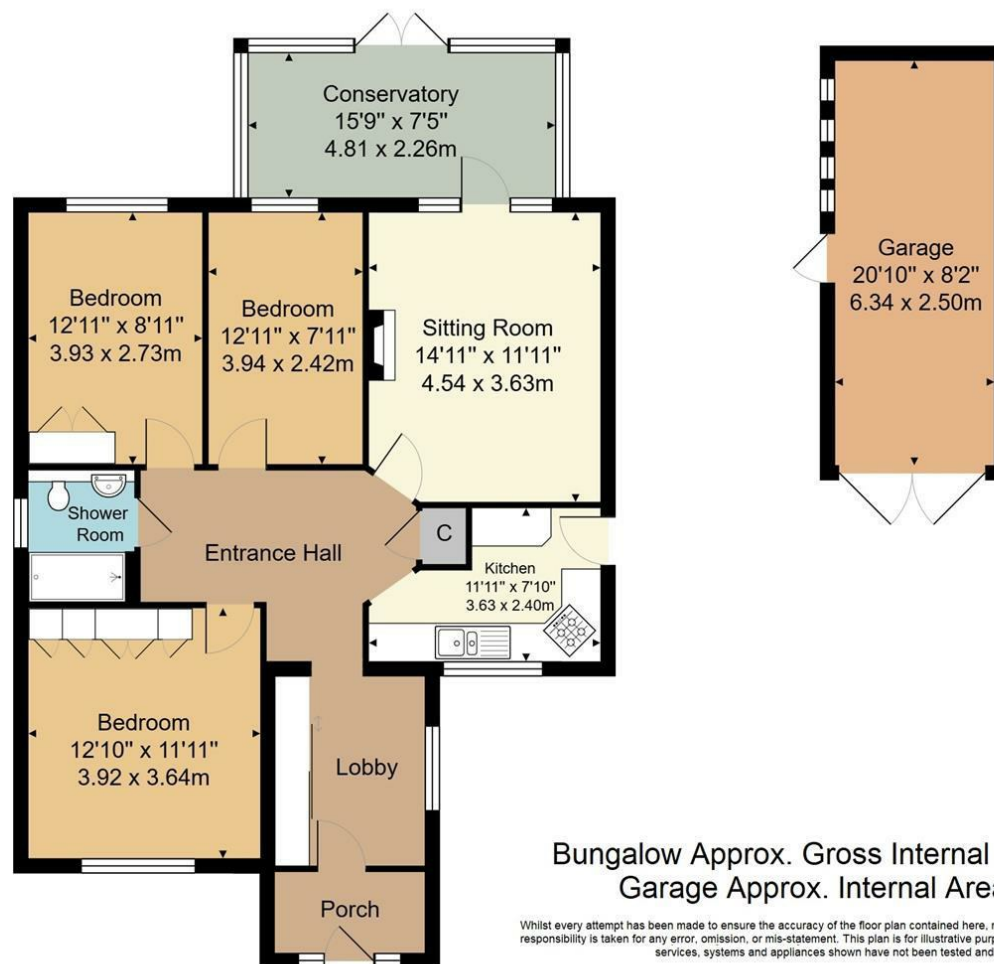 Conservatory
15'9" x 7'5"
4.81 x 2.26m
Bedroom
12'11" x 8'11"
3.93 x 2.73m
Bedroom
12'11" x 7'11"
3.94 x 2.42m
Sitting Room
14'11" x 11'11"
4.54 x 3.63m
Garage
20'10" x 8'2"
6.34 x 2.50m
Shower
Room
Entrance Hall
C
Kitchen
11'11" x 7'10"
3.63 x 2.40m
Bedroom
12'10" x 11'11"
3.92 x 3.64m
Lobby
Porch
Bungalow Approx. Gross Internal
Garage Approx. Internal Area
Whilst every attempt has been made to ensure the accuracy of the floor plan contained here,
responsibility is taken for any error, omission, or mis-statement. This plan is for illustrative
services, systems and appliances shown have not been tested and